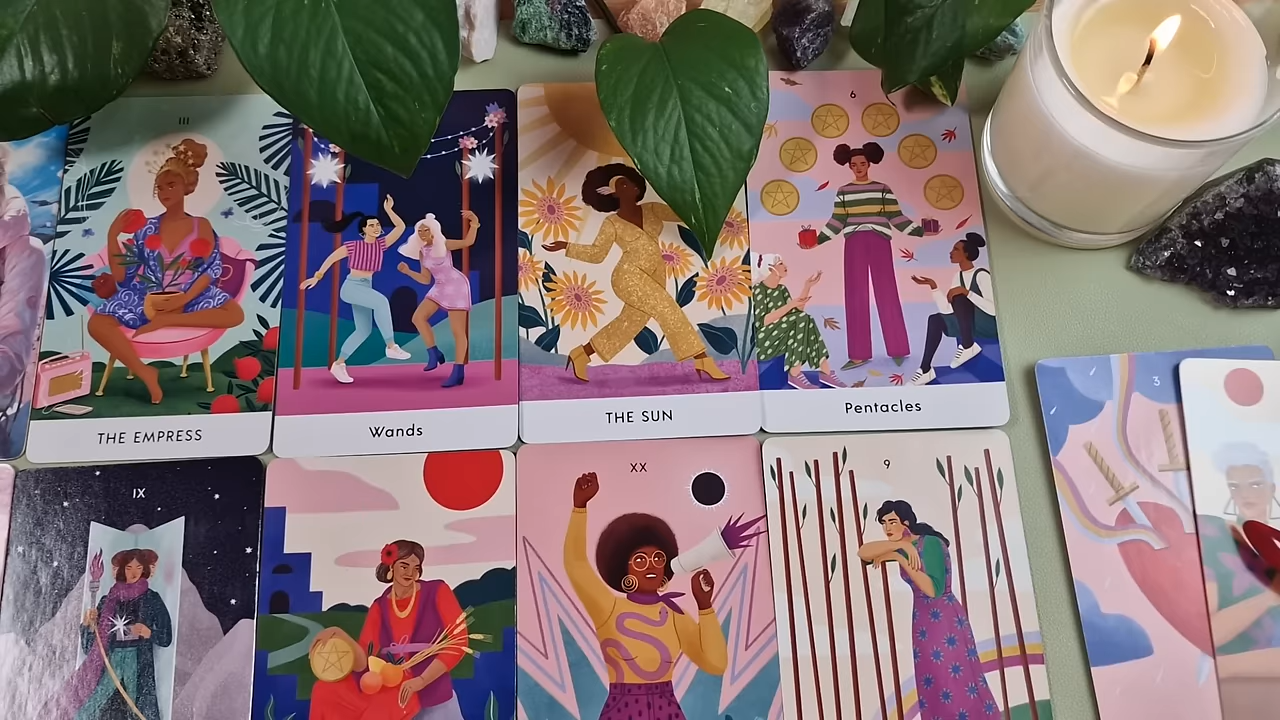 III
6
THE EMPRESS
Wands
THE SUN
Pentacles
3
IX
XX
9